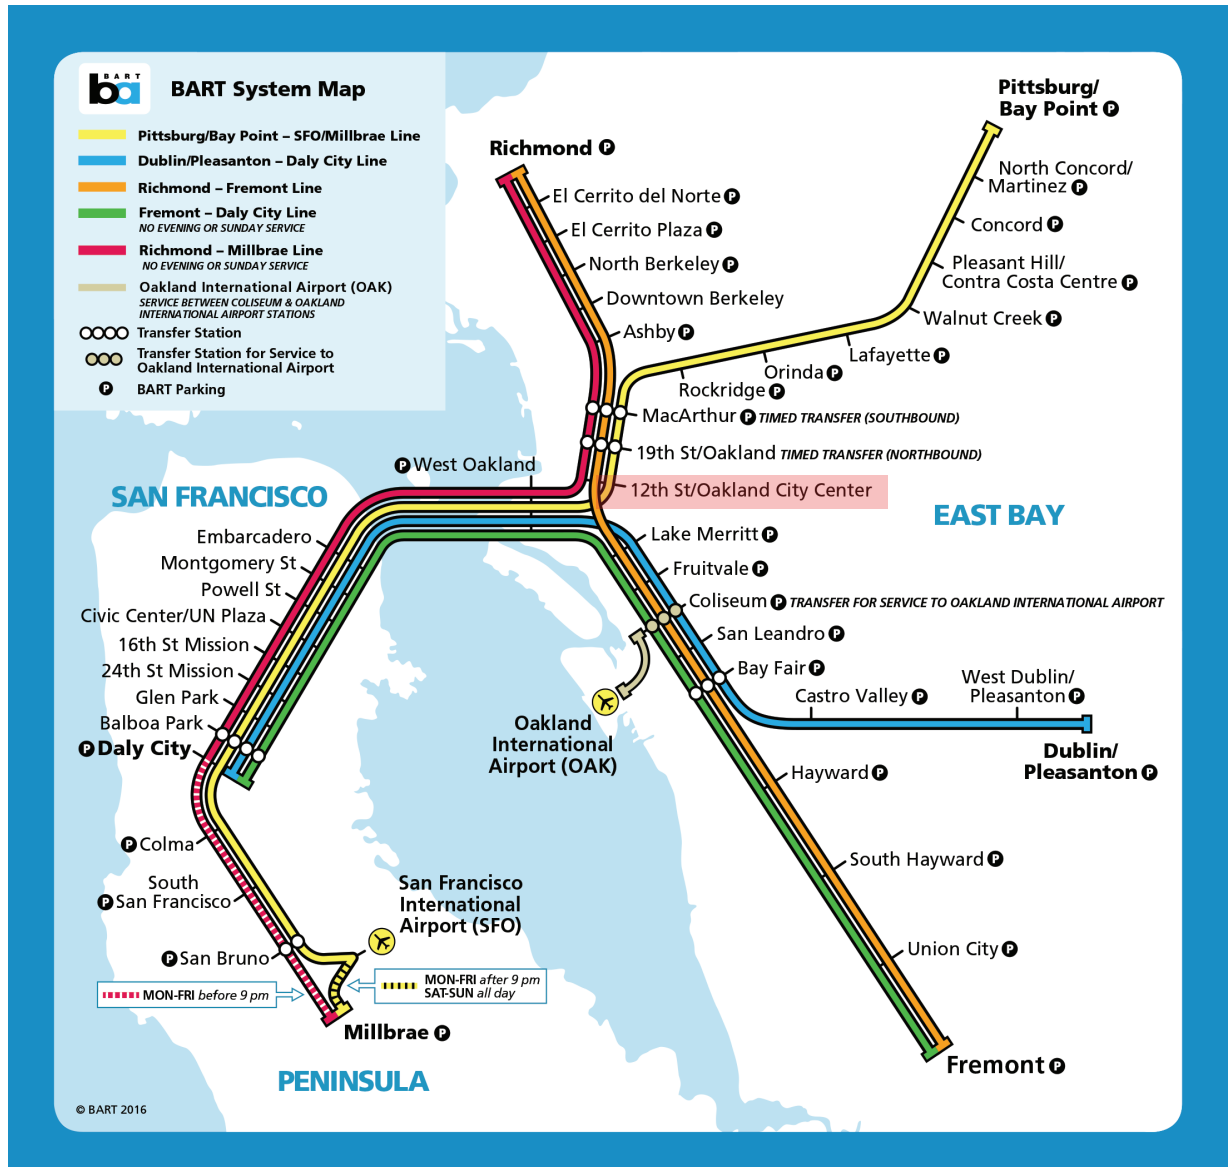 BART
ba
BART System Map
Pittsburg/Bay Point – SFO/Millbrae Line
Dublin/Pleasanton – Daly City Line
Richmond – Fremont Line
Fremont – Daly City Line
NO EVENING OR SUNDAY SERVICE
Richmond – Millbrae Line
NO EVENING OR SUNDAY SERVICE
Oakland International Airport (OAK)
SERVICE BETWEEN COLISEUM & OAKLAND
INTERNATIONAL AIRPORT STATIONS
Transfer Station
Transfer Station for Service to
Oakland International Airport
P BART Parking
Pittsburg/
Bay Point P
North Concord/
Martinez P
Concord P
Pleasant Hill/
Contra Costa Centre P
Walnut Creek P
Lafayette P
Orinda P
Rockridge P
Richmond P
El Cerrito del Norte P
El Cerrito Plaza P
North Berkeley P
Downtown Berkeley
Ashby P
MacArthur P TIMED TRANSFER (SOUTHBOUND)
19th St/Oakland TIMED TRANSFER (NORTHBOUND)
12th St/Oakland City Center
P West Oakland
SAN FRANCISCO
EAST BAY
Embarcadero
Montgomery St
Powell St
Civic Center/UN Plaza
16th St Mission
24th St Mission
Glen Park
Balboa Park
P Daly City
P Colma
South
P San Francisco
P San Bruno
Lake Merritt P
Fruitvale P
Coliseum P TRANSFER FOR SERVICE TO OAKLAND INTERNATIONAL AIRPORT
San Leandro P
Bay Fair P
Castro Valley P
West Dublin/
Pleasanton P
Dublin/
Pleasanton P
Oakland
International
Airport (OAK)
Hayward P
South Hayward P
Union City P
Fremont P
San Francisco
International
Airport (SFO)
MON-FRI before 9 pm
MON-FRI after 9 pm
SAT-SUN all day
Millbrae P
PENINSULA
© BART 2016